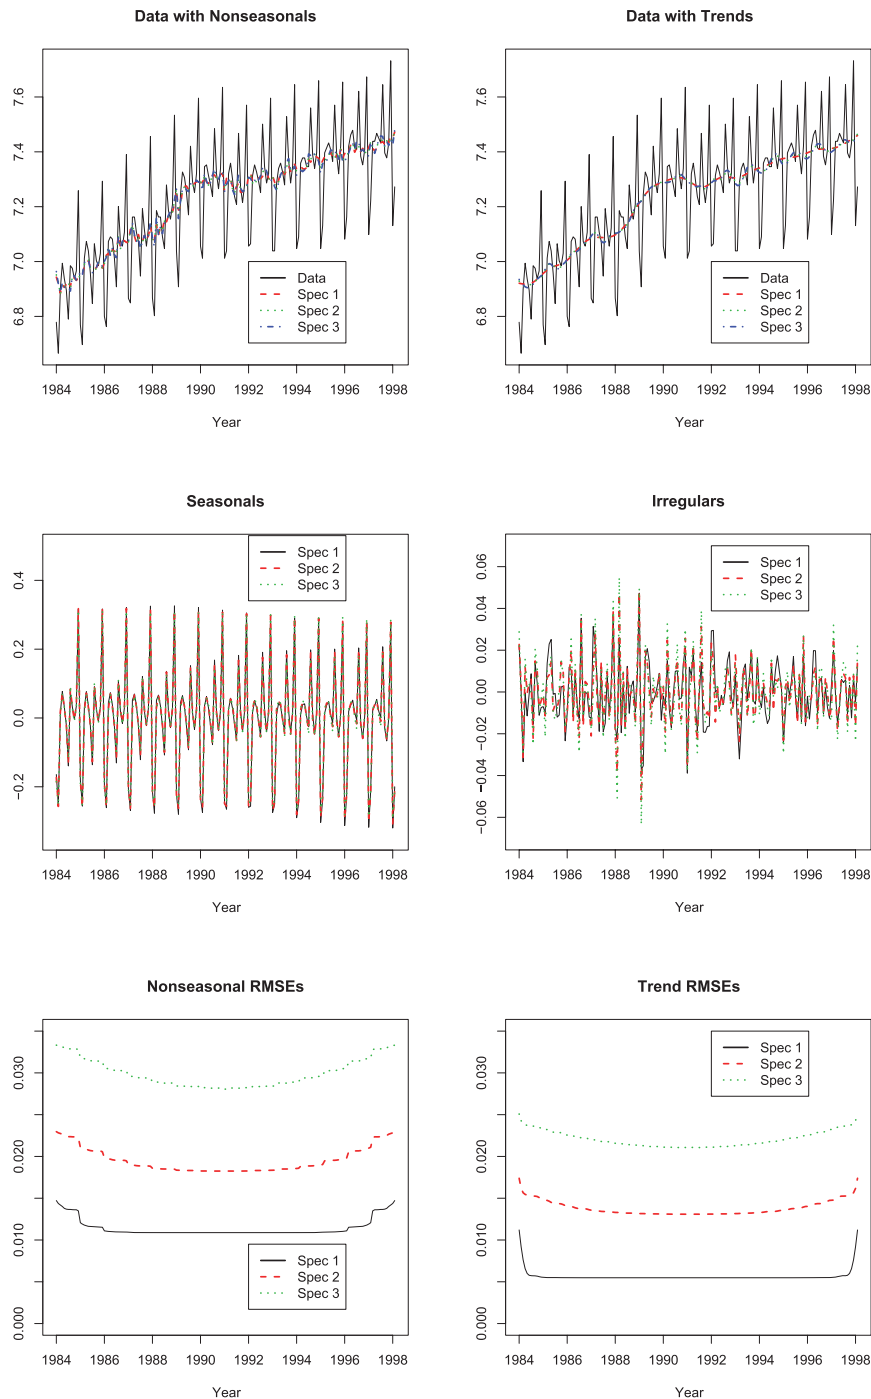 Data with Nonseasonals
7.6
7.4
7.2
7.0
6.8
Data
Spec 1
Spec 2
Spec 3
1984 1986 1988 1990 1992 1994 1996 1998
Year
Data with Trends
7.6
7.4
7.2
7.0
6.8
Data
Spec 1
Spec 2
Spec 3
1984 1986 1988 1990 1992 1994 1996 1998
Year
Seasonals
0.4
0.2
0.0
−0.2
Spec 1
Spec 2
Spec 3
1984 1986 1988 1990 1992 1994 1996 1998
Year
Irregulars
0.06
0.04
0.02
0.00
−0.02
−0.04
−0.06
Spec 1
Spec 2
Spec 3
1984 1986 1988 1990 1992 1994 1996 1998
Year
Nonseasonal RMSEs
0.030
0.020
0.010
0.000
Spec 1
Spec 2
Spec 3
1984 1986 1988 1990 1992 1994 1996 1998
Year
Trend RMSEs
0.030
0.020
0.010
0.000
Spec 1
Spec 2
Spec 3
1984 1986 1988 1990 1992 1994 1996 1998
Year